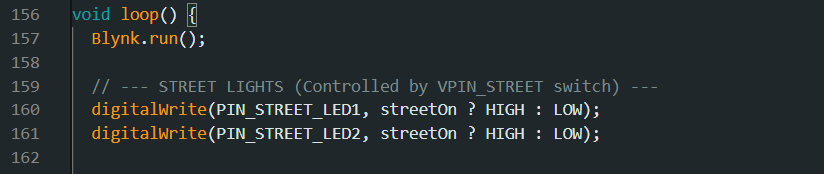 156 void loop() {
157   Blynk.run();
158
159   // --- STREET LIGHTS (Controlled by VPIN_STREET switch) ---
160   digitalWrite(PIN_STREET_LED1, streetOn ? HIGH : LOW);
161   digitalWrite(PIN_STREET_LED2, streetOn ? HIGH : LOW);
162